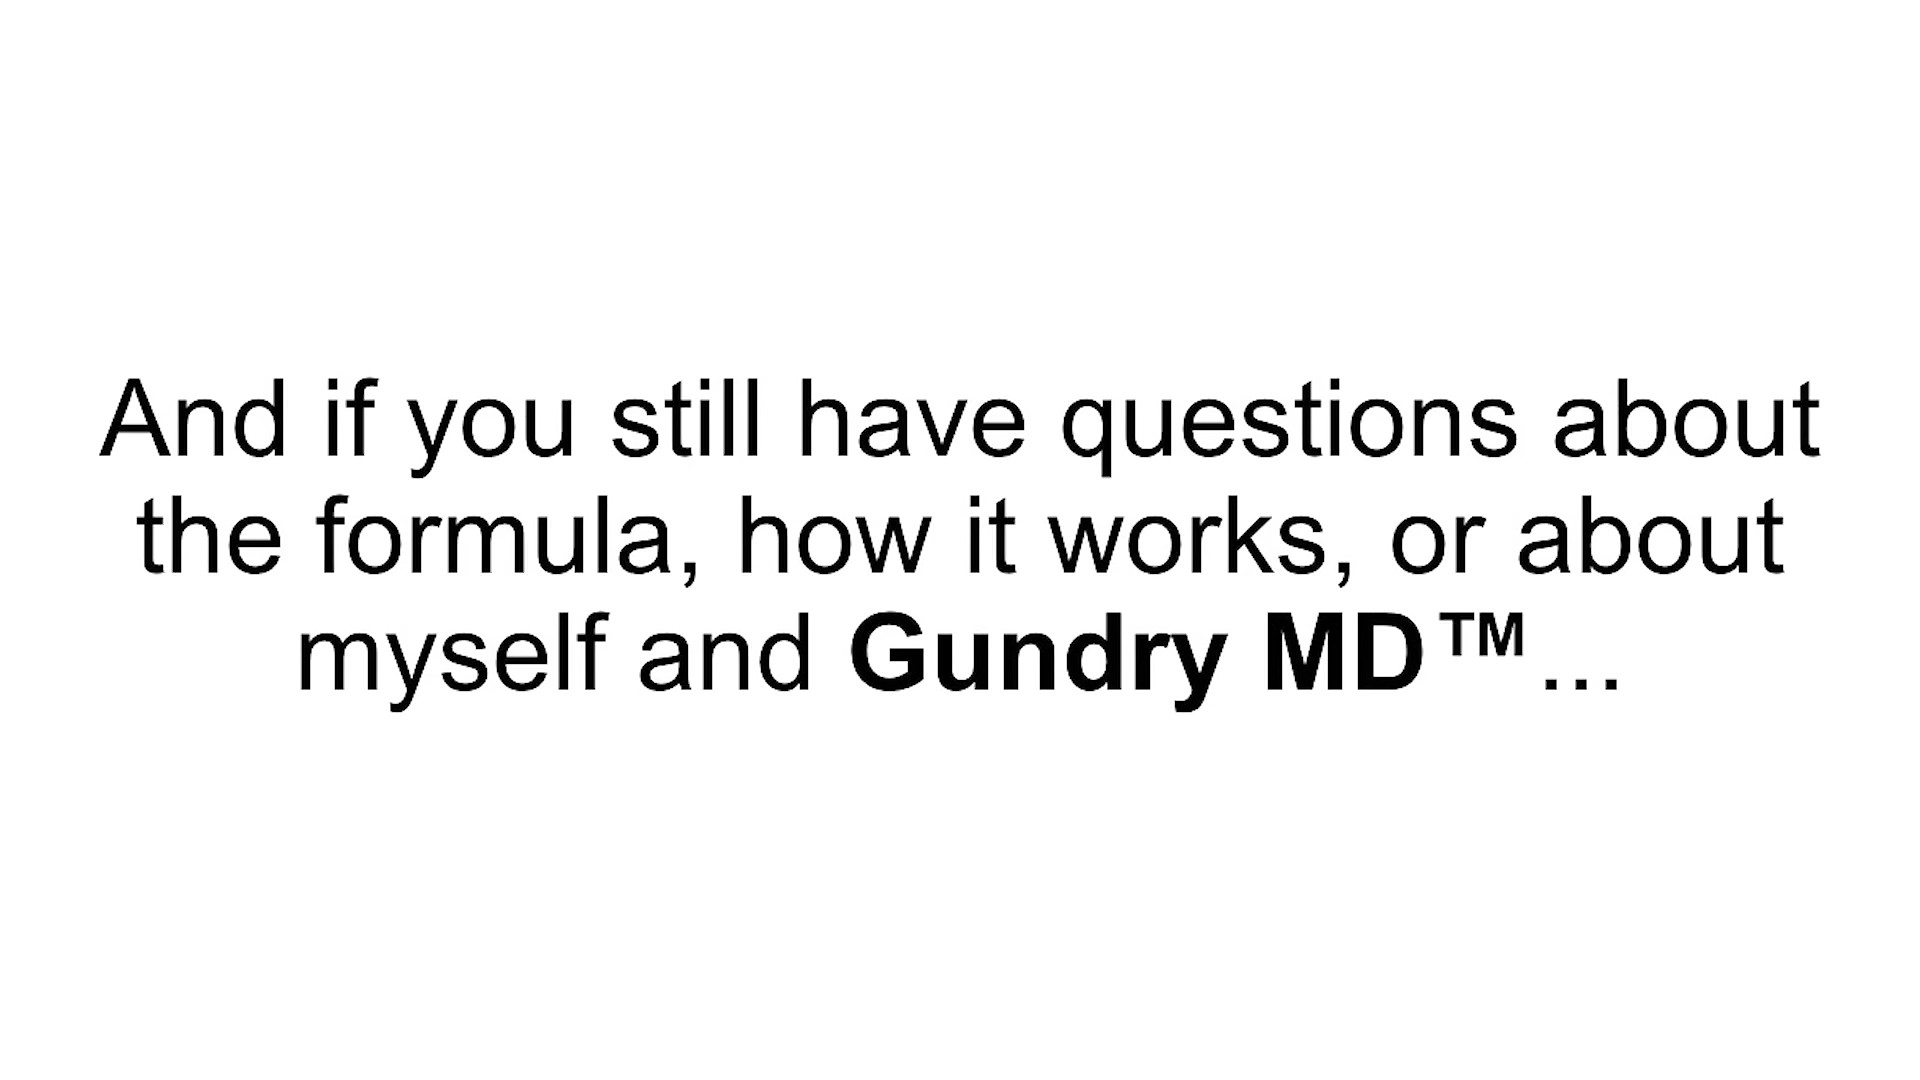 And if you still have questions about
the formula, how it works, or about
myself and Gundry MD™...